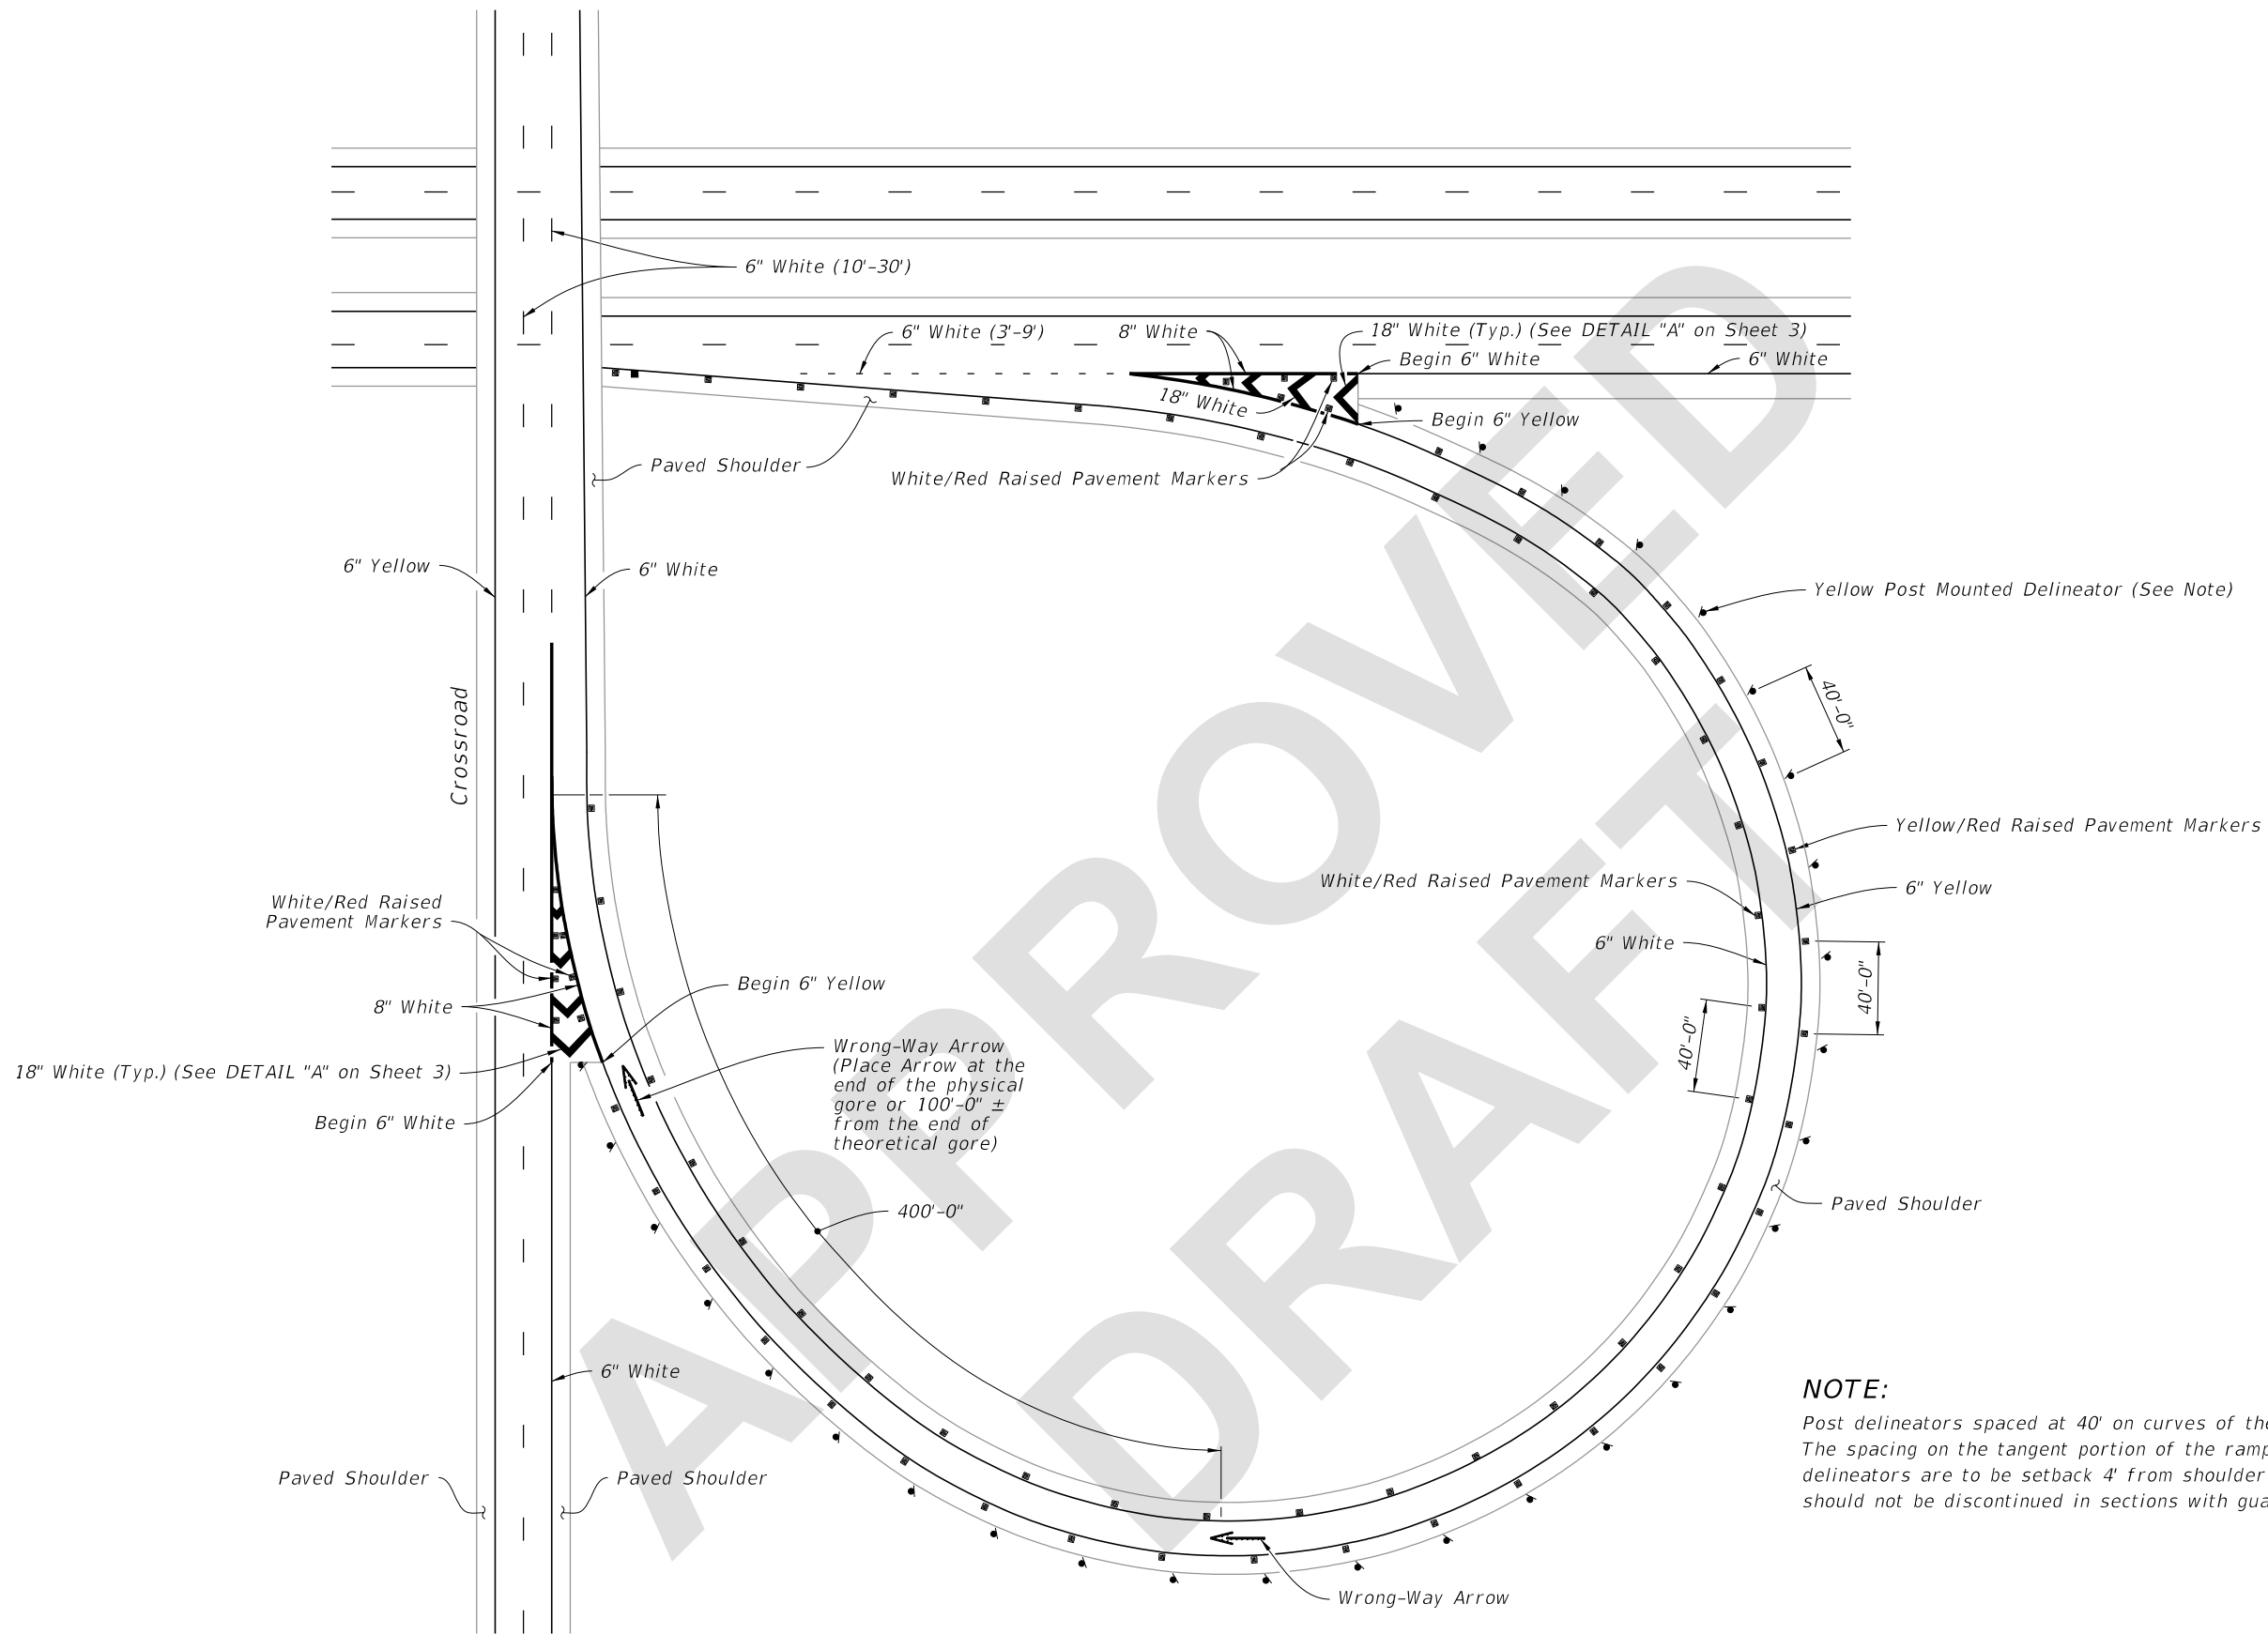 6" White (10'-30')
6" White (3'-9')
8" White
18" White (Typ.) (See DETAIL "A" on Sheet 3)
Begin 6" White
6" White
18" White
Begin 6" Yellow
Paved Shoulder
White/Red Raised Pavement Markers
6" Yellow
6" White
Yellow Post Mounted Delineator (See Note)
Crossroad
40'-0"
Yellow/Red Raised Pavement Markers
White/Red Raised Pavement Markers
6" Yellow
White/Red Raised
Pavement Markers
6" White
40'-0"
Begin 6" Yellow
8" White
40'-0"
Wrong-Way Arrow
(Place Arrow at the
end of the physical
gore or 100'-0" ±
from the end of
theoretical gore)
18" White (Typ.) (See DETAIL "A" on Sheet 3)
Begin 6" White
Paved Shoulder
400'-0"
6" White
NOTE:
Post delineators spaced at 40' on curves of
The spacing on the tangent portion of the
delineators are to be setback 4' from shoulder
should not be discontinued in sections with
Paved Shoulder
Paved Shoulder
Wrong-Way Arrow
APPROVED
DRAFT